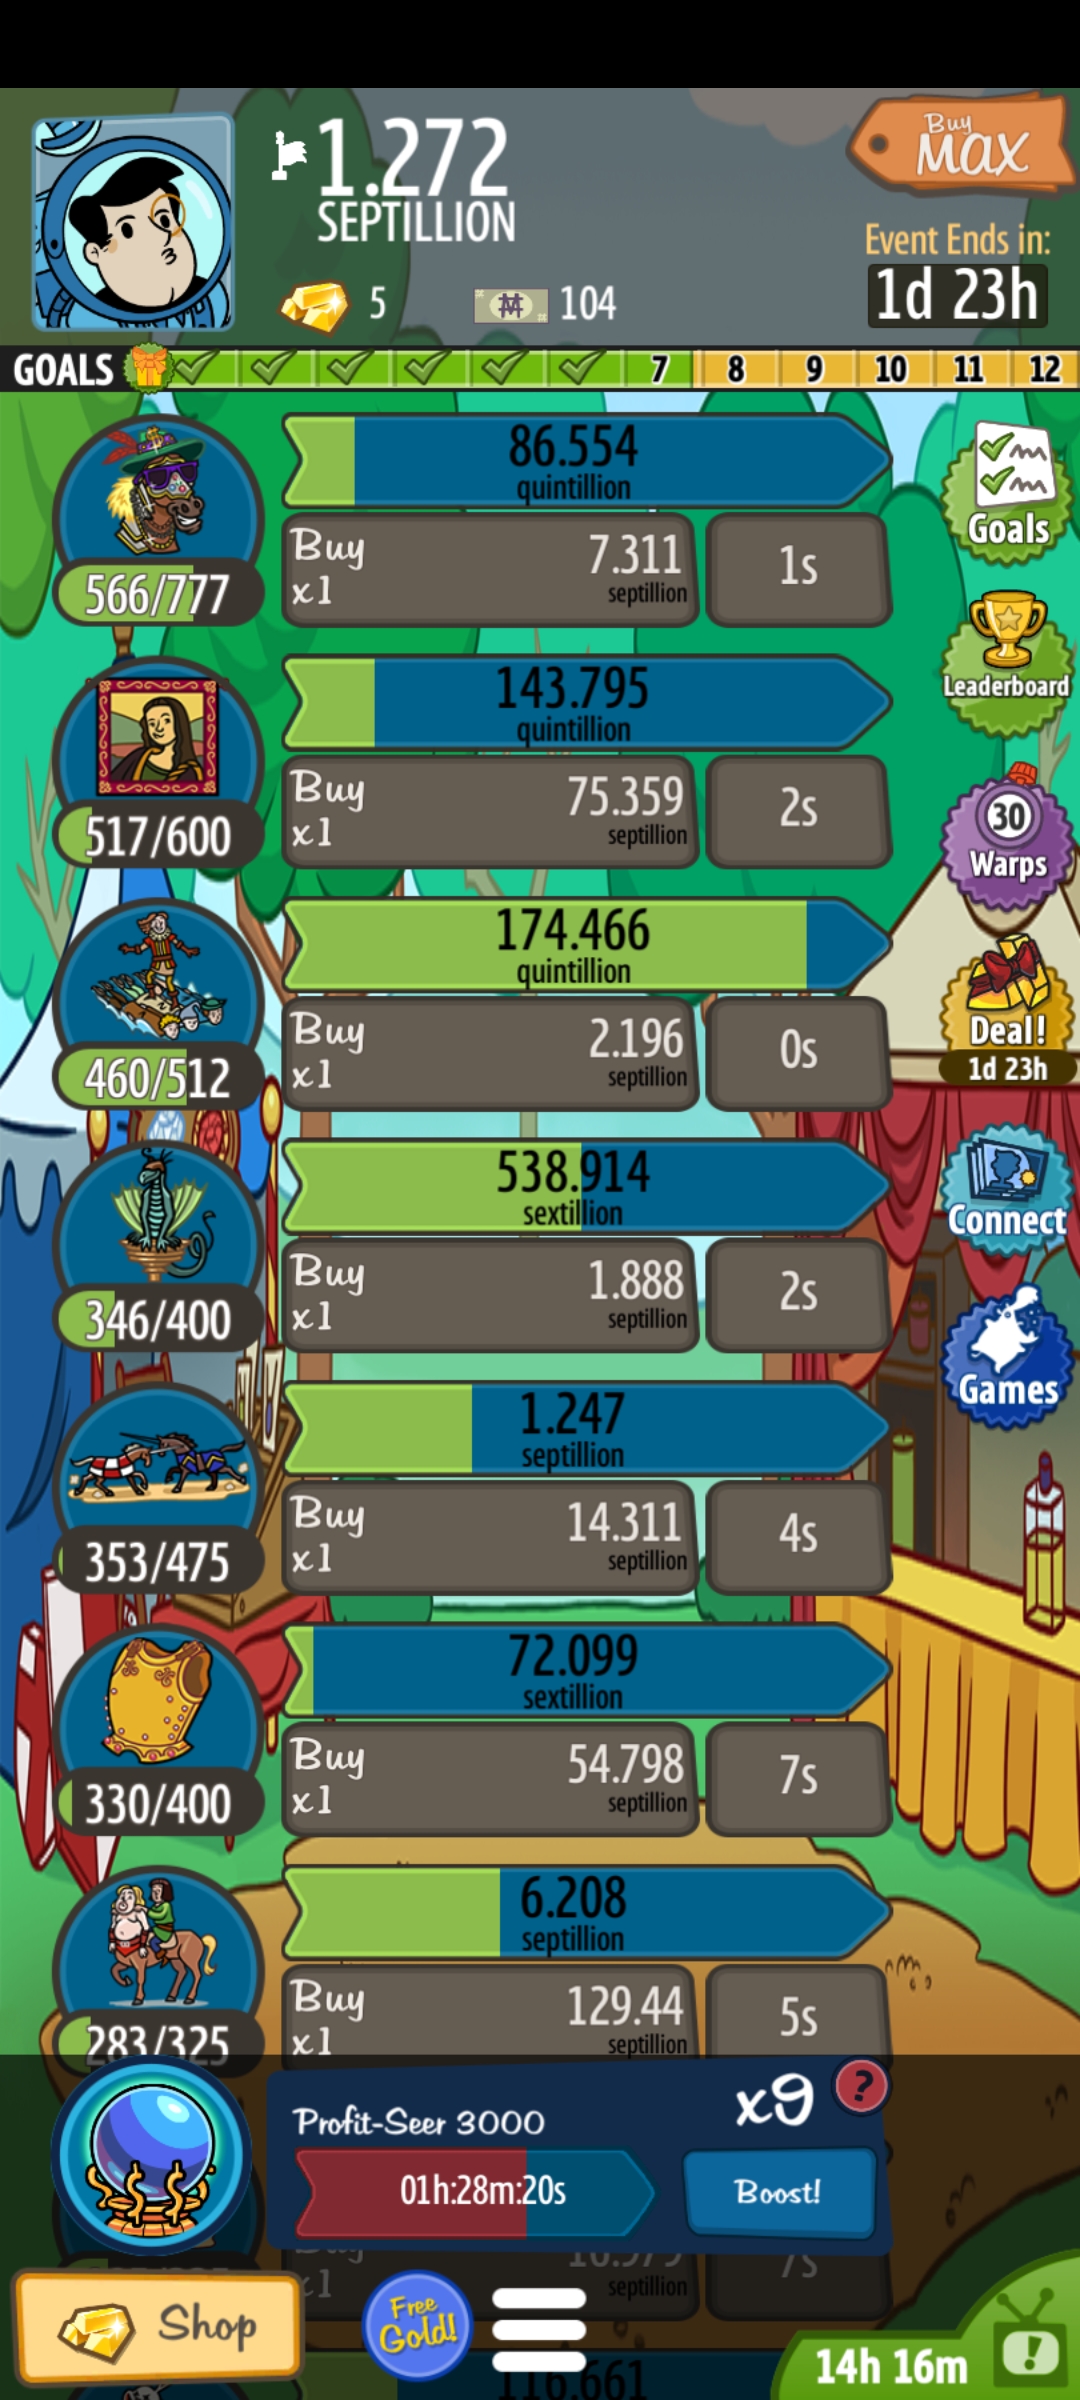 1.272
SEPTILLION
5
104
Buy
MAX
Event Ends in:
1d 23h
GOALS
7
8
9
10
11
12
86.554
quintillion
566/777
Buy
x1
7.311
septillion
1s
143.795
quintillion
517/600
Buy
x1
75.359
septillion
2s
174.466
quintillion
460/512
Buy
x1
2.196
septillion
0s
538.914
sextillion
346/400
Buy
x1
1.888
septillion
2s
1.247
septillion
353/475
Buy
x1
14.311
septillion
4s
72.099
sextillion
330/400
Buy
x1
54.798
septillion
7s
6.208
septillion
283/325
Buy
x1
129.44
septillion
5s
Goals
Leaderboard
30
Warps
Deal!
1d 23h
Connect
Games
Profit-Seer 3000
x9
?
01h:28m:20s
Boost!
x1
septillion
7s
Shop
Free
Gold!
116.661
14h 16m
!